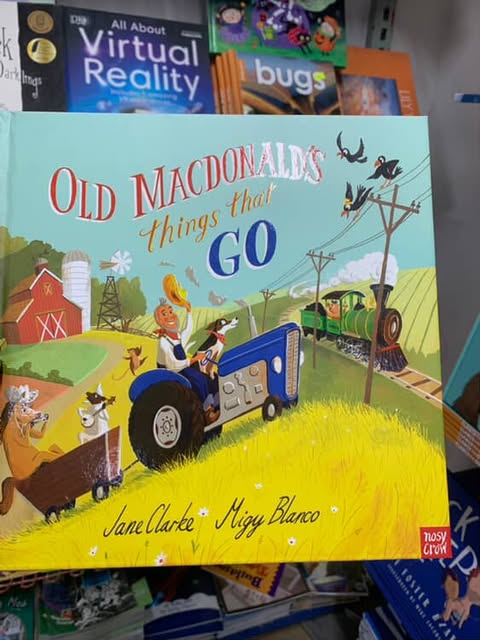 All About
Virtual
Reality
bugs
OLD MACDONALD'S
things that
GO
Jane Clarke Migy Blanco
nosy
crow